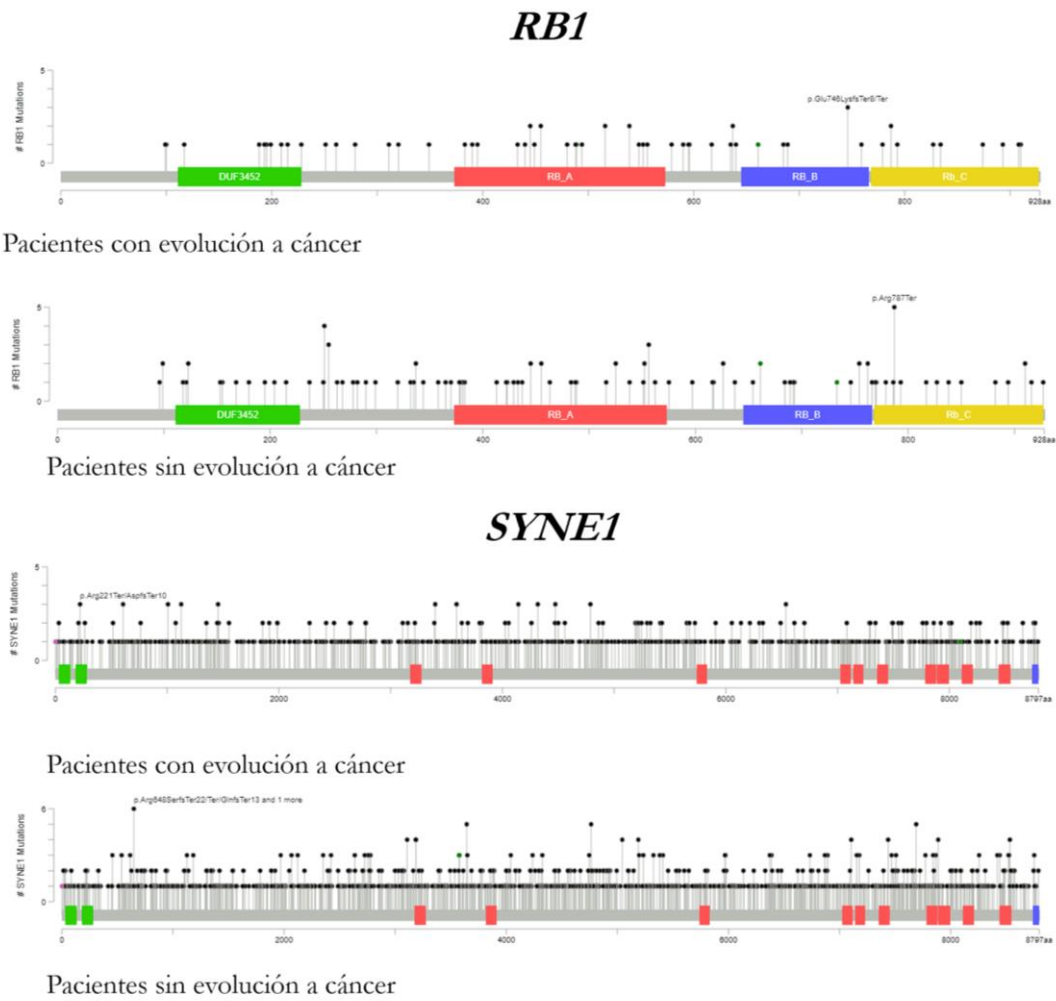 RB1
5
# RB1 Mutations
0
p.Glu746LysfsTer8/Ter
DUF3452
RB_A
RB_B
Rb_C
0 200 400 600 800 928aa
Pacientes con evolución a cáncer
5
# RB1 Mutations
0
p.Arg787Ter
DUF3452
RB_A
RB_B
Rb_C
0 200 400 600 800 928aa
Pacientes sin evolución a cáncer
SYNE1
5
# SYNE1 Mutations
0
p.Arg221Ter/AspfsTer10
0 2000 4000 6000 8000 8797aa
Pacientes con evolución a cáncer
6
# SYNE1 Mutations
0
p.Arg648SerfsTer22/Ter/GlnfsTer13 and 1 more
0 2000 4000 6000 8000 8797aa
Pacientes sin evolución a cáncer